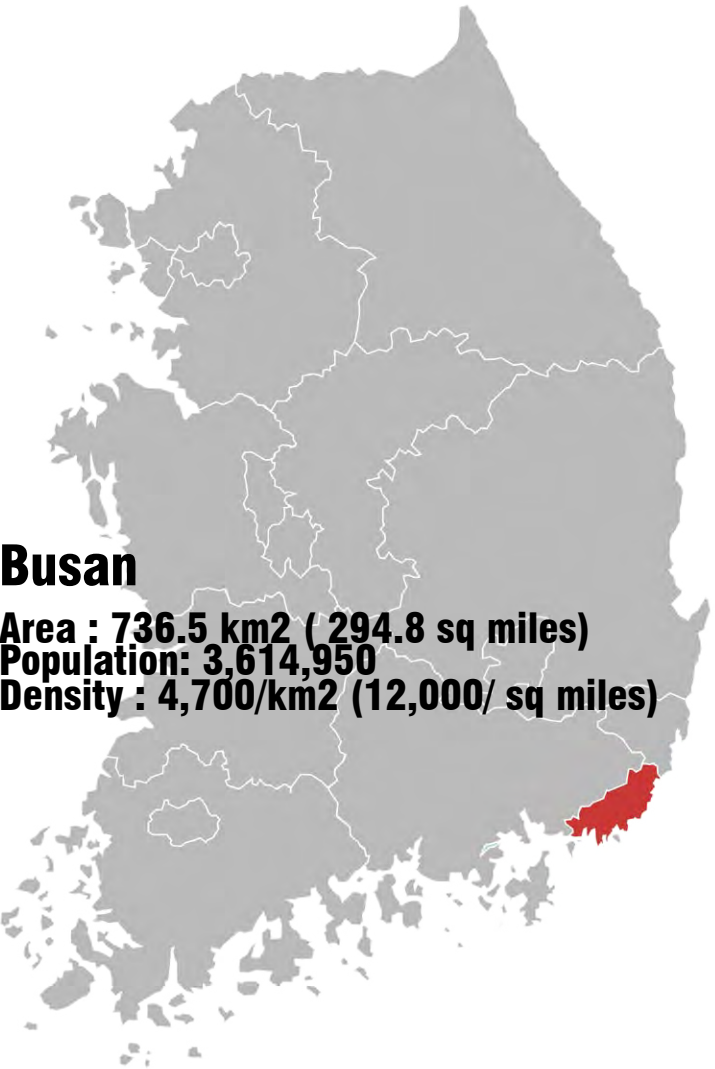 Busan
Area : 736.5 km2 ( 294.8 sq miles)
Population: 3,614,950
Density : 4,700/km2 (12,000/ sq miles)